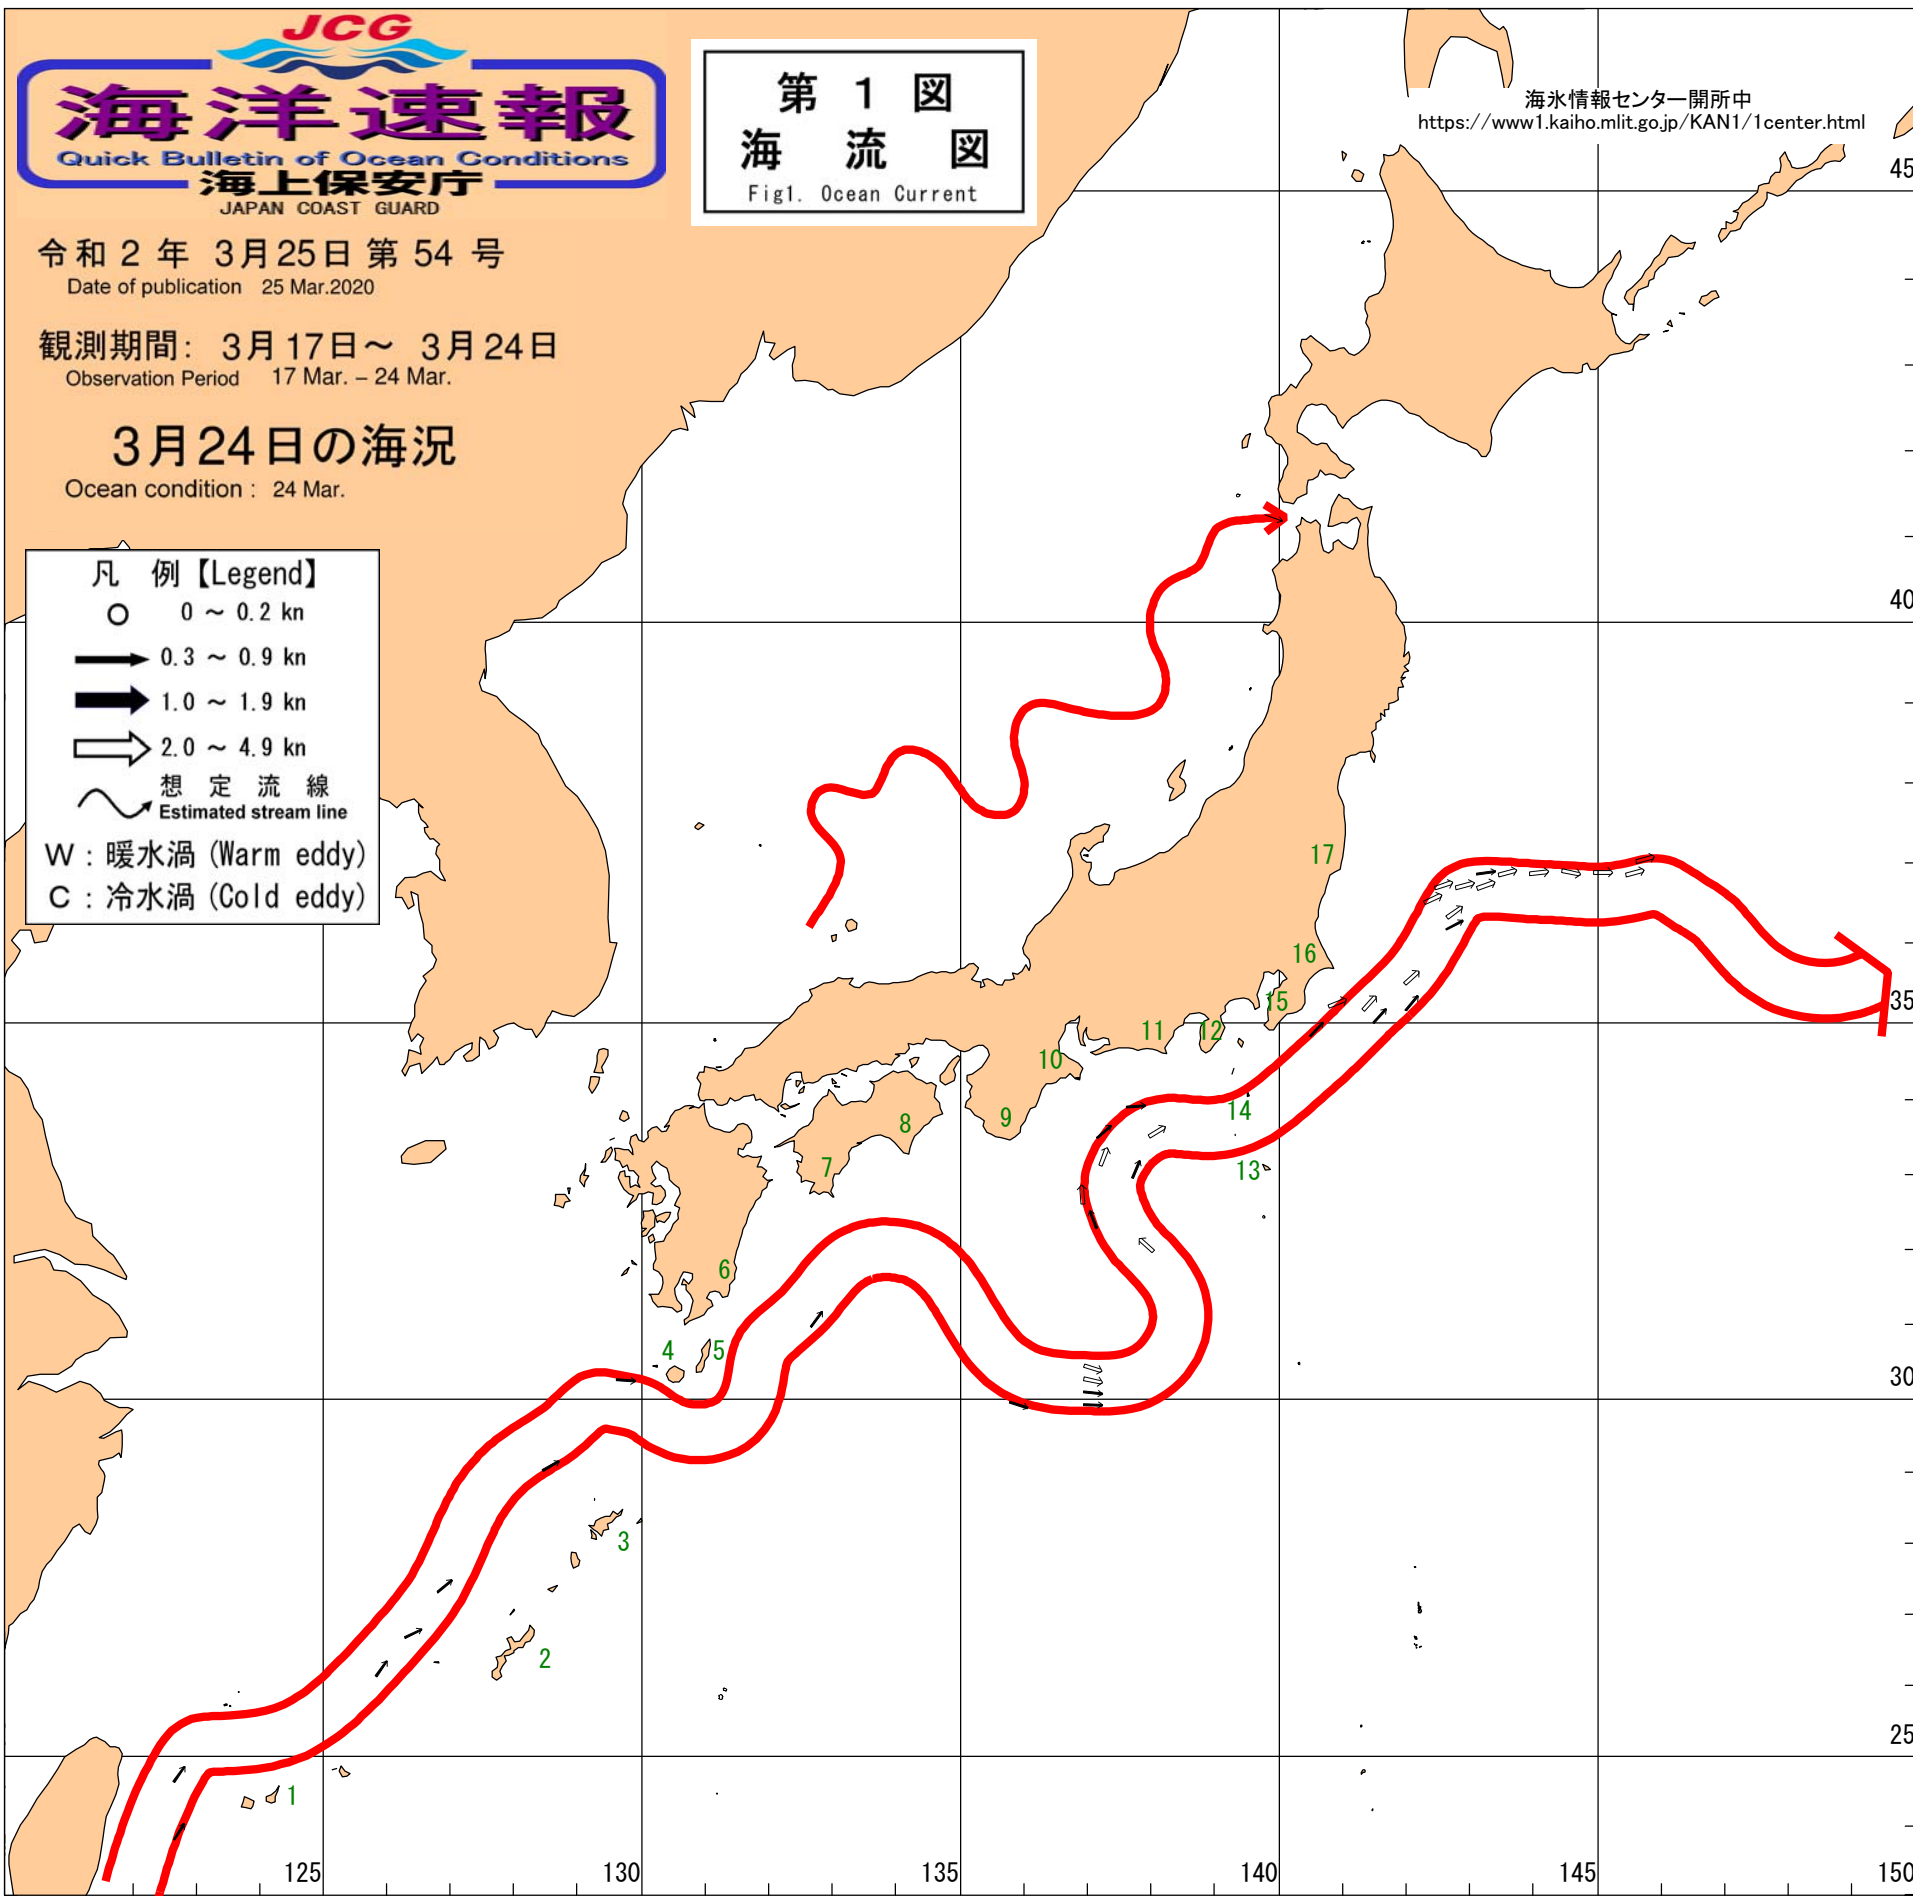 JCG
海洋速報
Quick Bulletin of Ocean Conditions
海上保安庁
JAPAN COAST GUARD
令和 2 年 3月25日 第 54 号
Date of publication 25 Mar.2020
観測期間: 3月17日～ 3月24日
Observation Period 17 Mar. – 24 Mar.
3月24日の海況
Ocean condition : 24 Mar.
第 1 図
海 流 図
Fig1. Ocean Current
海氷情報センター開所中
https://www1.kaiho.mlit.go.jp/KAN1/1center.html
凡 例【Legend】
0 ～ 0.2 kn
0.3 ～ 0.9 kn
1.0 ～ 1.9 kn
2.0 ～ 4.9 kn
想 定 流 線
Estimated stream line
W : 暖水渦 (Warm eddy)
C : 冷水渦 (Cold eddy)
45
40
17
16
15
35
11
12
10
14
9
8
13
7
6
4
5
30
3
2
25
1
125
130
135
140
145
150